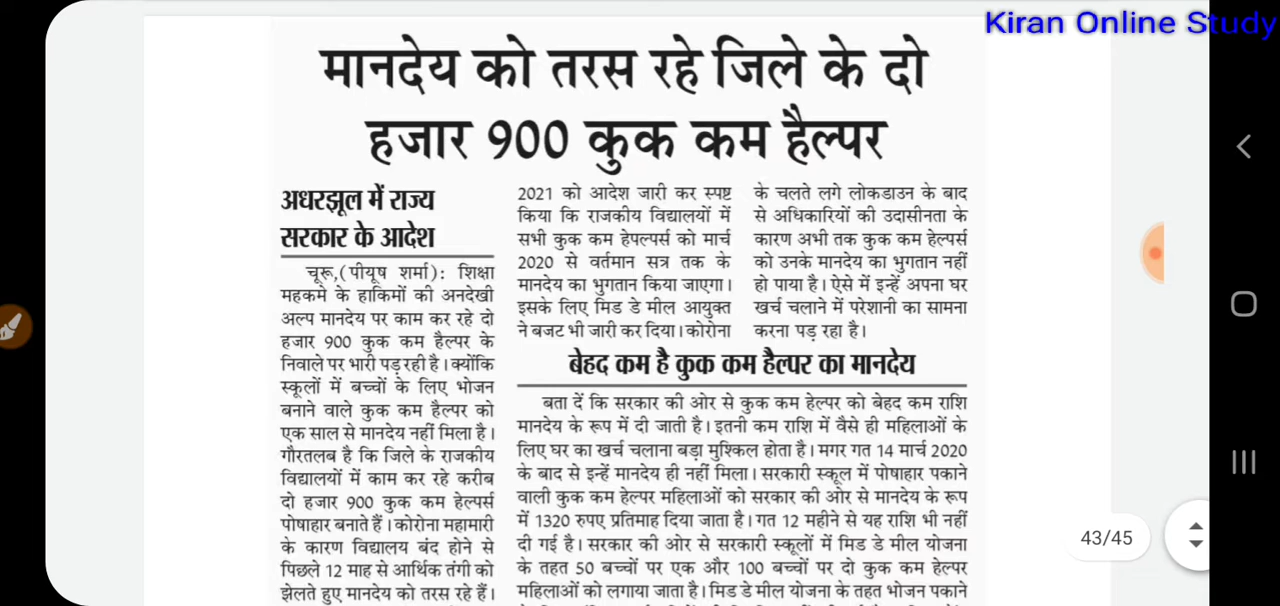 Kiran Online Study
मानदेय को तरस रहे जिले के दो
हजार 900 कुक कम हैल्पर
अधरझूल में राज्य
सरकार के आदेश
चूरू,(पीयूष शर्मा): शिक्षा
महकमे के हाकिमों की अनदेखी
अल्प मानदेय पर काम कर रहे दो
हजार 900 कुक कम हैल्पर के
निवाले पर भारी पड़ रही है। क्योंकि
स्कूलों में बच्चों के लिए भोजन
बनाने वाले कुक कम हैल्पर को
एक साल से मानदेय नहीं मिला है।
गौरतलब है कि जिले के राजकीय
विद्यालयों में काम कर रहे करीब
दो हजार 900 कुक कम हेल्पर्स
पोषाहार बनाते हैं। कोरोना महामारी
के कारण विद्यालय बंद होने से
पिछले 12 माह से आर्थिक तंगी को
झेलते हुए मानदेय को तरस रहे हैं।
2021 को आदेश जारी कर स्पष्ट
किया कि राजकीय विद्यालयों में
सभी कुक कम हेपल्पर्स को मार्च
2020 से वर्तमान सत्र तक के
मानदेय का भुगतान किया जाएगा।
इसके लिए मिड डे मील आयुक्त
ने बजट भी जारी कर दिया। कोरोना
के चलते लगे लोकडाउन के बाद
से अधिकारियों की उदासीनता के
कारण अभी तक कुक कम हेल्पर्स
को उनके मानदेय का भुगतान नहीं
हो पाया है। ऐसे में इन्हें अपना घर
खर्च चलाने में परेशानी का सामना
करना पड़ रहा है।
बेहद कम है कुक कम हैल्पर का मानदेय
बता दें कि सरकार की ओर से कुक कम हेल्पर को बेहद कम राशि
मानदेय के रूप में दी जाती है। इतनी कम राशि में वैसे ही महिलाओं के
लिए घर का खर्च चलाना बड़ा मुश्किल होता है। मगर गत 14 मार्च 2020
के बाद से इन्हें मानदेय ही नहीं मिला। सरकारी स्कूल में पोषाहार पकाने
वाली कुक कम हेल्पर महिलाओं को सरकार की ओर से मानदेय के रूप
में 1320 रुपए प्रतिमाह दिया जाता है। गत 12 महीने से यह राशि भी नहीं
दी गई है। सरकार की ओर से सरकारी स्कूलों में मिड डे मील योजना
के तहत 50 बच्चों पर एक और 100 बच्चों पर दो कुक कम हेल्पर
महिलाओं को लगाया जाता है। मिड डे मील योजना के तहत भोजन पकाने
43/45